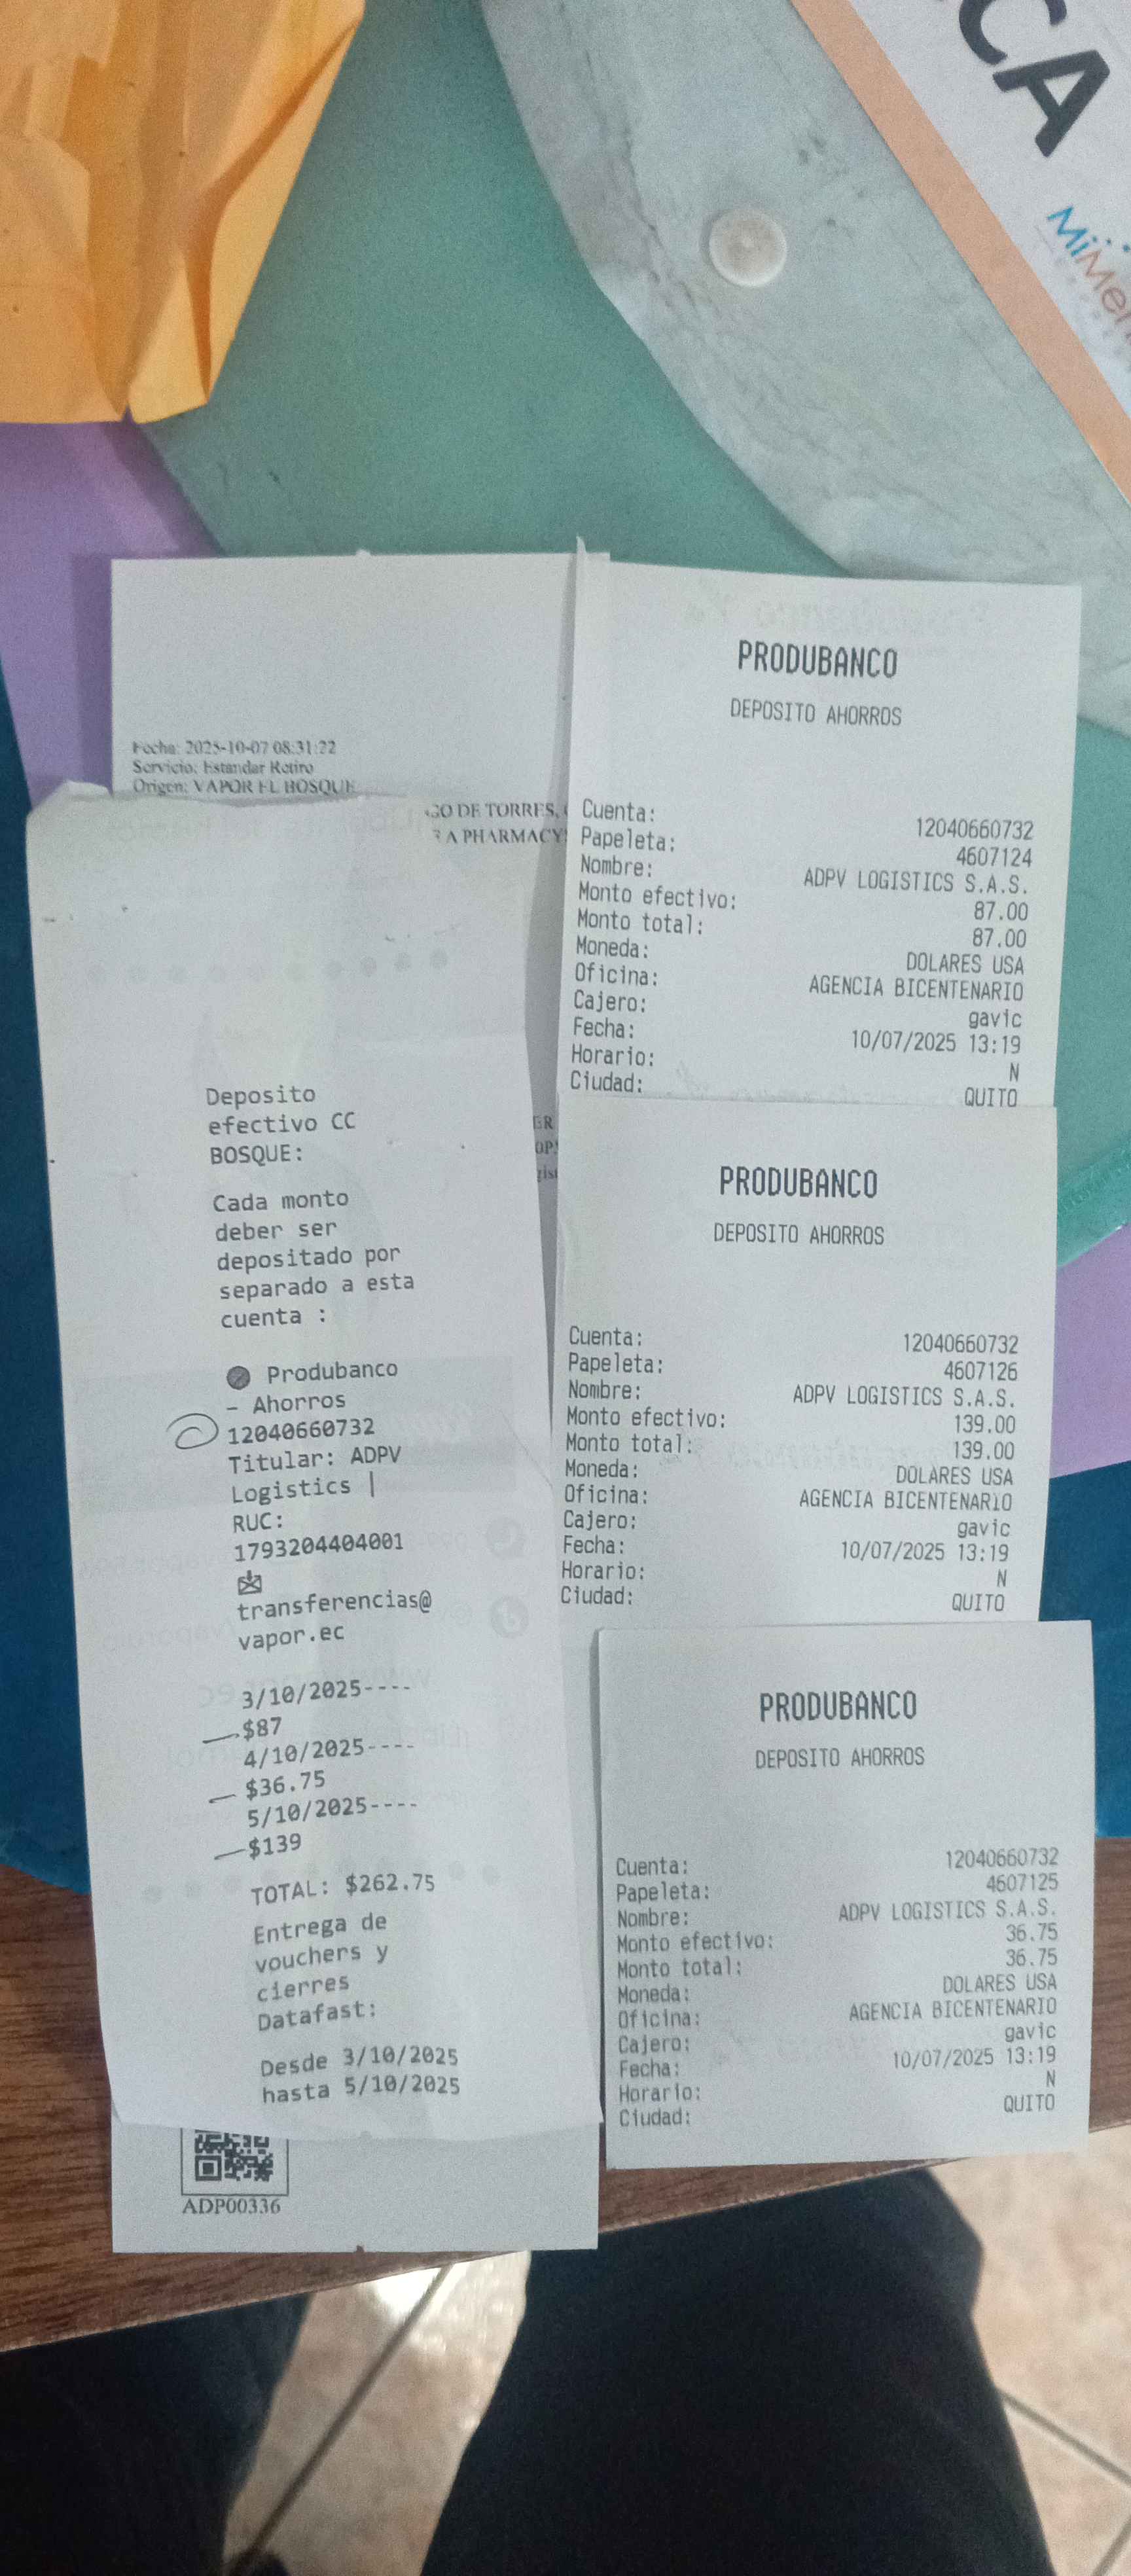 CA
MiMen
Fecha: 2025-10-07 08:31:22
Servicio: Estandar Retiro
Origen: VAPOR EL BOSQUE
GO DE TORRES,
A PHARMACY
ER
OP
gist
Deposito
efectivo CC
BOSQUE:
Cada monto
deber ser
depositado por
separado a esta
cuenta :
Produbanco
- Ahorros
12040660732
Titular: ADPV
Logistics |
RUC:
1793204404001
transferencias@
vapor.ec
3/10/2025----
$87
4/10/2025----
$36.75
5/10/2025----
$139
TOTAL: $262.75
Entrega de
vouchers y
cierres
Datafast:
Desde 3/10/2025
hasta 5/10/2025
ADP00336
PRODUBANCO
DEPOSITO AHORROS
Cuenta: 12040660732
Papeleta: 4607124
Nombre: ADPV LOGISTICS S.A.S.
Monto efectivo: 87.00
Monto total: 87.00
Moneda: DOLARES USA
Oficina: AGENCIA BICENTENARIO
Cajero: gavic
Fecha: 10/07/2025 13:19
Horario: N
Ciudad: QUITO
PRODUBANCO
DEPOSITO AHORROS
Cuenta: 12040660732
Papeleta: 4607126
Nombre: ADPV LOGISTICS S.A.S.
Monto efectivo: 139.00
Monto total: 139.00
Moneda: DOLARES USA
Oficina: AGENCIA BICENTENARIO
Cajero: gavic
Fecha: 10/07/2025 13:19
Horario: N
Ciudad: QUITO
PRODUBANCO
DEPOSITO AHORROS
Cuenta: 12040660732
Papeleta: 4607125
Nombre: ADPV LOGISTICS S.A.S.
Monto efectivo: 36.75
Monto total: 36.75
Moneda: DOLARES USA
Oficina: AGENCIA BICENTENARIO
Cajero: gavic
Fecha: 10/07/2025 13:19
Horario: N
Ciudad: QUITO